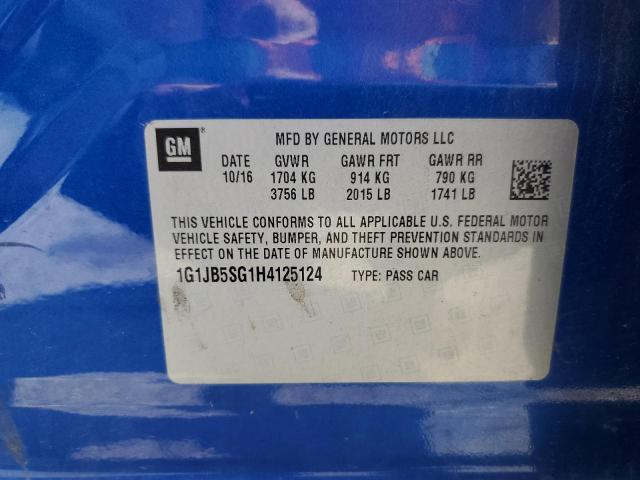 GM®
MFD BY GENERAL MOTORS LLC
DATE GVWR GAWR FRT GAWR RR
10/16 1704 KG 914 KG 790 KG
3756 LB 2015 LB 1741 LB
THIS VEHICLE CONFORMS TO ALL APPLICABLE U.S. FEDERAL MOTOR
VEHICLE SAFETY, BUMPER, AND THEFT PREVENTION STANDARDS IN
EFFECT ON THE DATE OF MANUFACTURE SHOWN ABOVE.
1G1JB5SG1H4125124 TYPE: PASS CAR